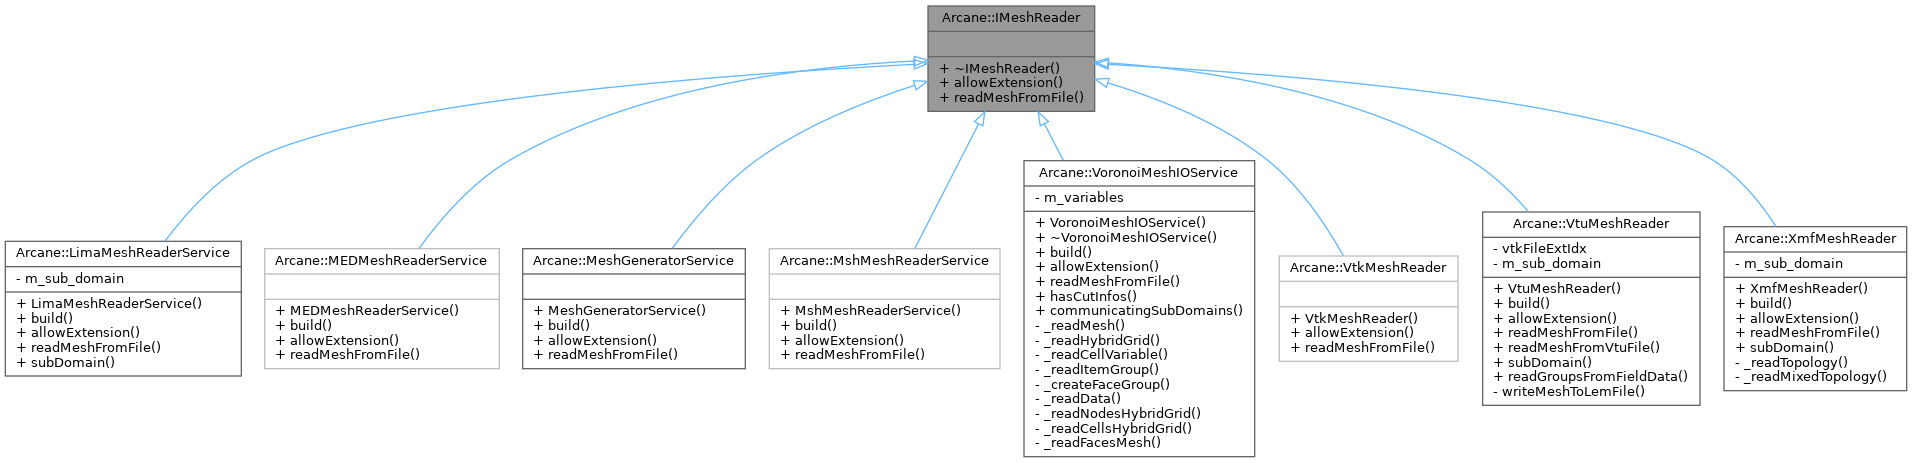 Arcane::IMeshReader
+ ~IMeshReader()
+ allowExtension()
+ readMeshFromFile()
Arcane::LimaMeshReaderService
- m_sub_domain
+ LimaMeshReaderService()
+ build()
+ allowExtension()
+ readMeshFromFile()
+ subDomain()
Arcane::MEDMeshReaderService
+ MEDMeshReaderService()
+ build()
+ allowExtension()
+ readMeshFromFile()
Arcane::MeshGeneratorService
+ MeshGeneratorService()
+ build()
+ allowExtension()
+ readMeshFromFile()
Arcane::MshMeshReaderService
+ MshMeshReaderService()
+ build()
+ allowExtension()
+ readMeshFromFile()
Arcane::VoronoiMeshIOService
- m_variables
+ VoronoiMeshIOService()
+ ~VoronoiMeshIOService()
+ build()
+ allowExtension()
+ readMeshFromFile()
+ hasCutInfos()
+ communicatingSubDomains()
- _readMesh()
- _readHybridGrid()
- _readCellVariable()
- _readItemGroup()
- _createFaceGroup()
- _readData()
- _readNodesHybridGrid()
- _readCellsHybridGrid()
- _readFacesMesh()
Arcane::VtkMeshReader
+ VtkMeshReader()
+ allowExtension()
+ readMeshFromFile()
Arcane::VtuMeshReader
- vtkFileExtIdx
- m_sub_domain
+ VtuMeshReader()
+ build()
+ allowExtension()
+ readMeshFromFile()
+ readMeshFromVtuFile()
+ subDomain()
+ readGroupsFromFieldData()
- writeMeshToLemFile()
Arcane::XmfMeshReader
- m_sub_domain
+ XmfMeshReader()
+ build()
+ allowExtension()
+ readMeshFromFile()
+ subDomain()
- _readTopology()
- _readMixedTopology()